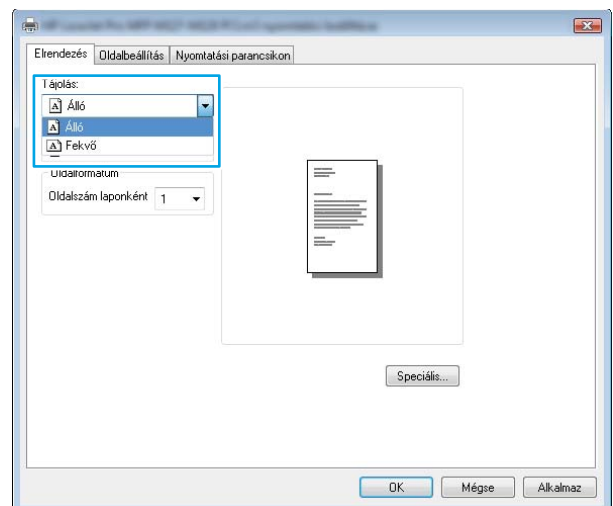 Elrendezés Oldalbeállítás Nyomtatási parancsikon
Tájolás:
Álló
Álló
Fekvő
Oldalformátum
Oldalszám laponként 1
Speciális...
OK Mégse Alkalmaz